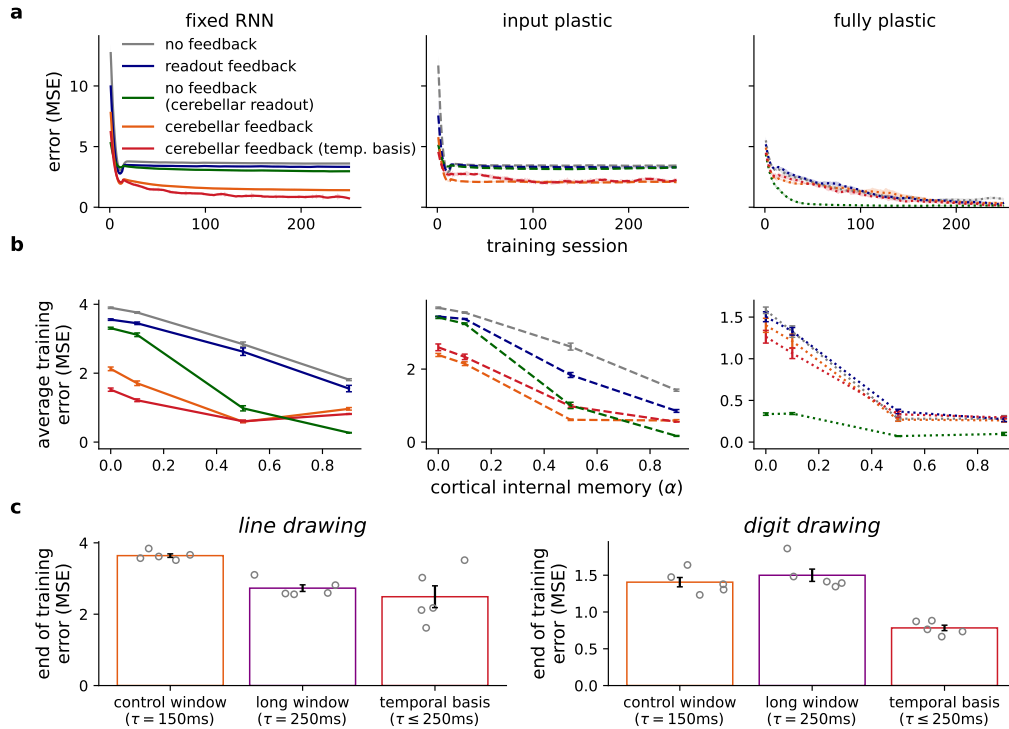 a
fixed RNN
input plastic
fully plastic
error (MSE)
10
5
0
no feedback
readout feedback
no feedback
(cerebellar readout)
cerebellar feedback
cerebellar feedback (temp. basis)
0 100 200
0 100 200
0 100 200
training session
b
average training
error (MSE)
4
2
0
0.0 0.2 0.4 0.6 0.8
2
0
0.0 0.2 0.4 0.6 0.8
1.5
1.0
0.5
0.0
0.0 0.2 0.4 0.6 0.8
cortical internal memory (α)
c
line drawing
end of training
error (MSE)
4
2
0
control window
(τ = 150ms)
long window
(τ = 250ms)
temporal basis
(τ ≤ 250ms)
digit drawing
end of training
error (MSE)
1.5
1.0
0.5
0.0
control window
(τ = 150ms)
long window
(τ = 250ms)
temporal basis
(τ ≤ 250ms)